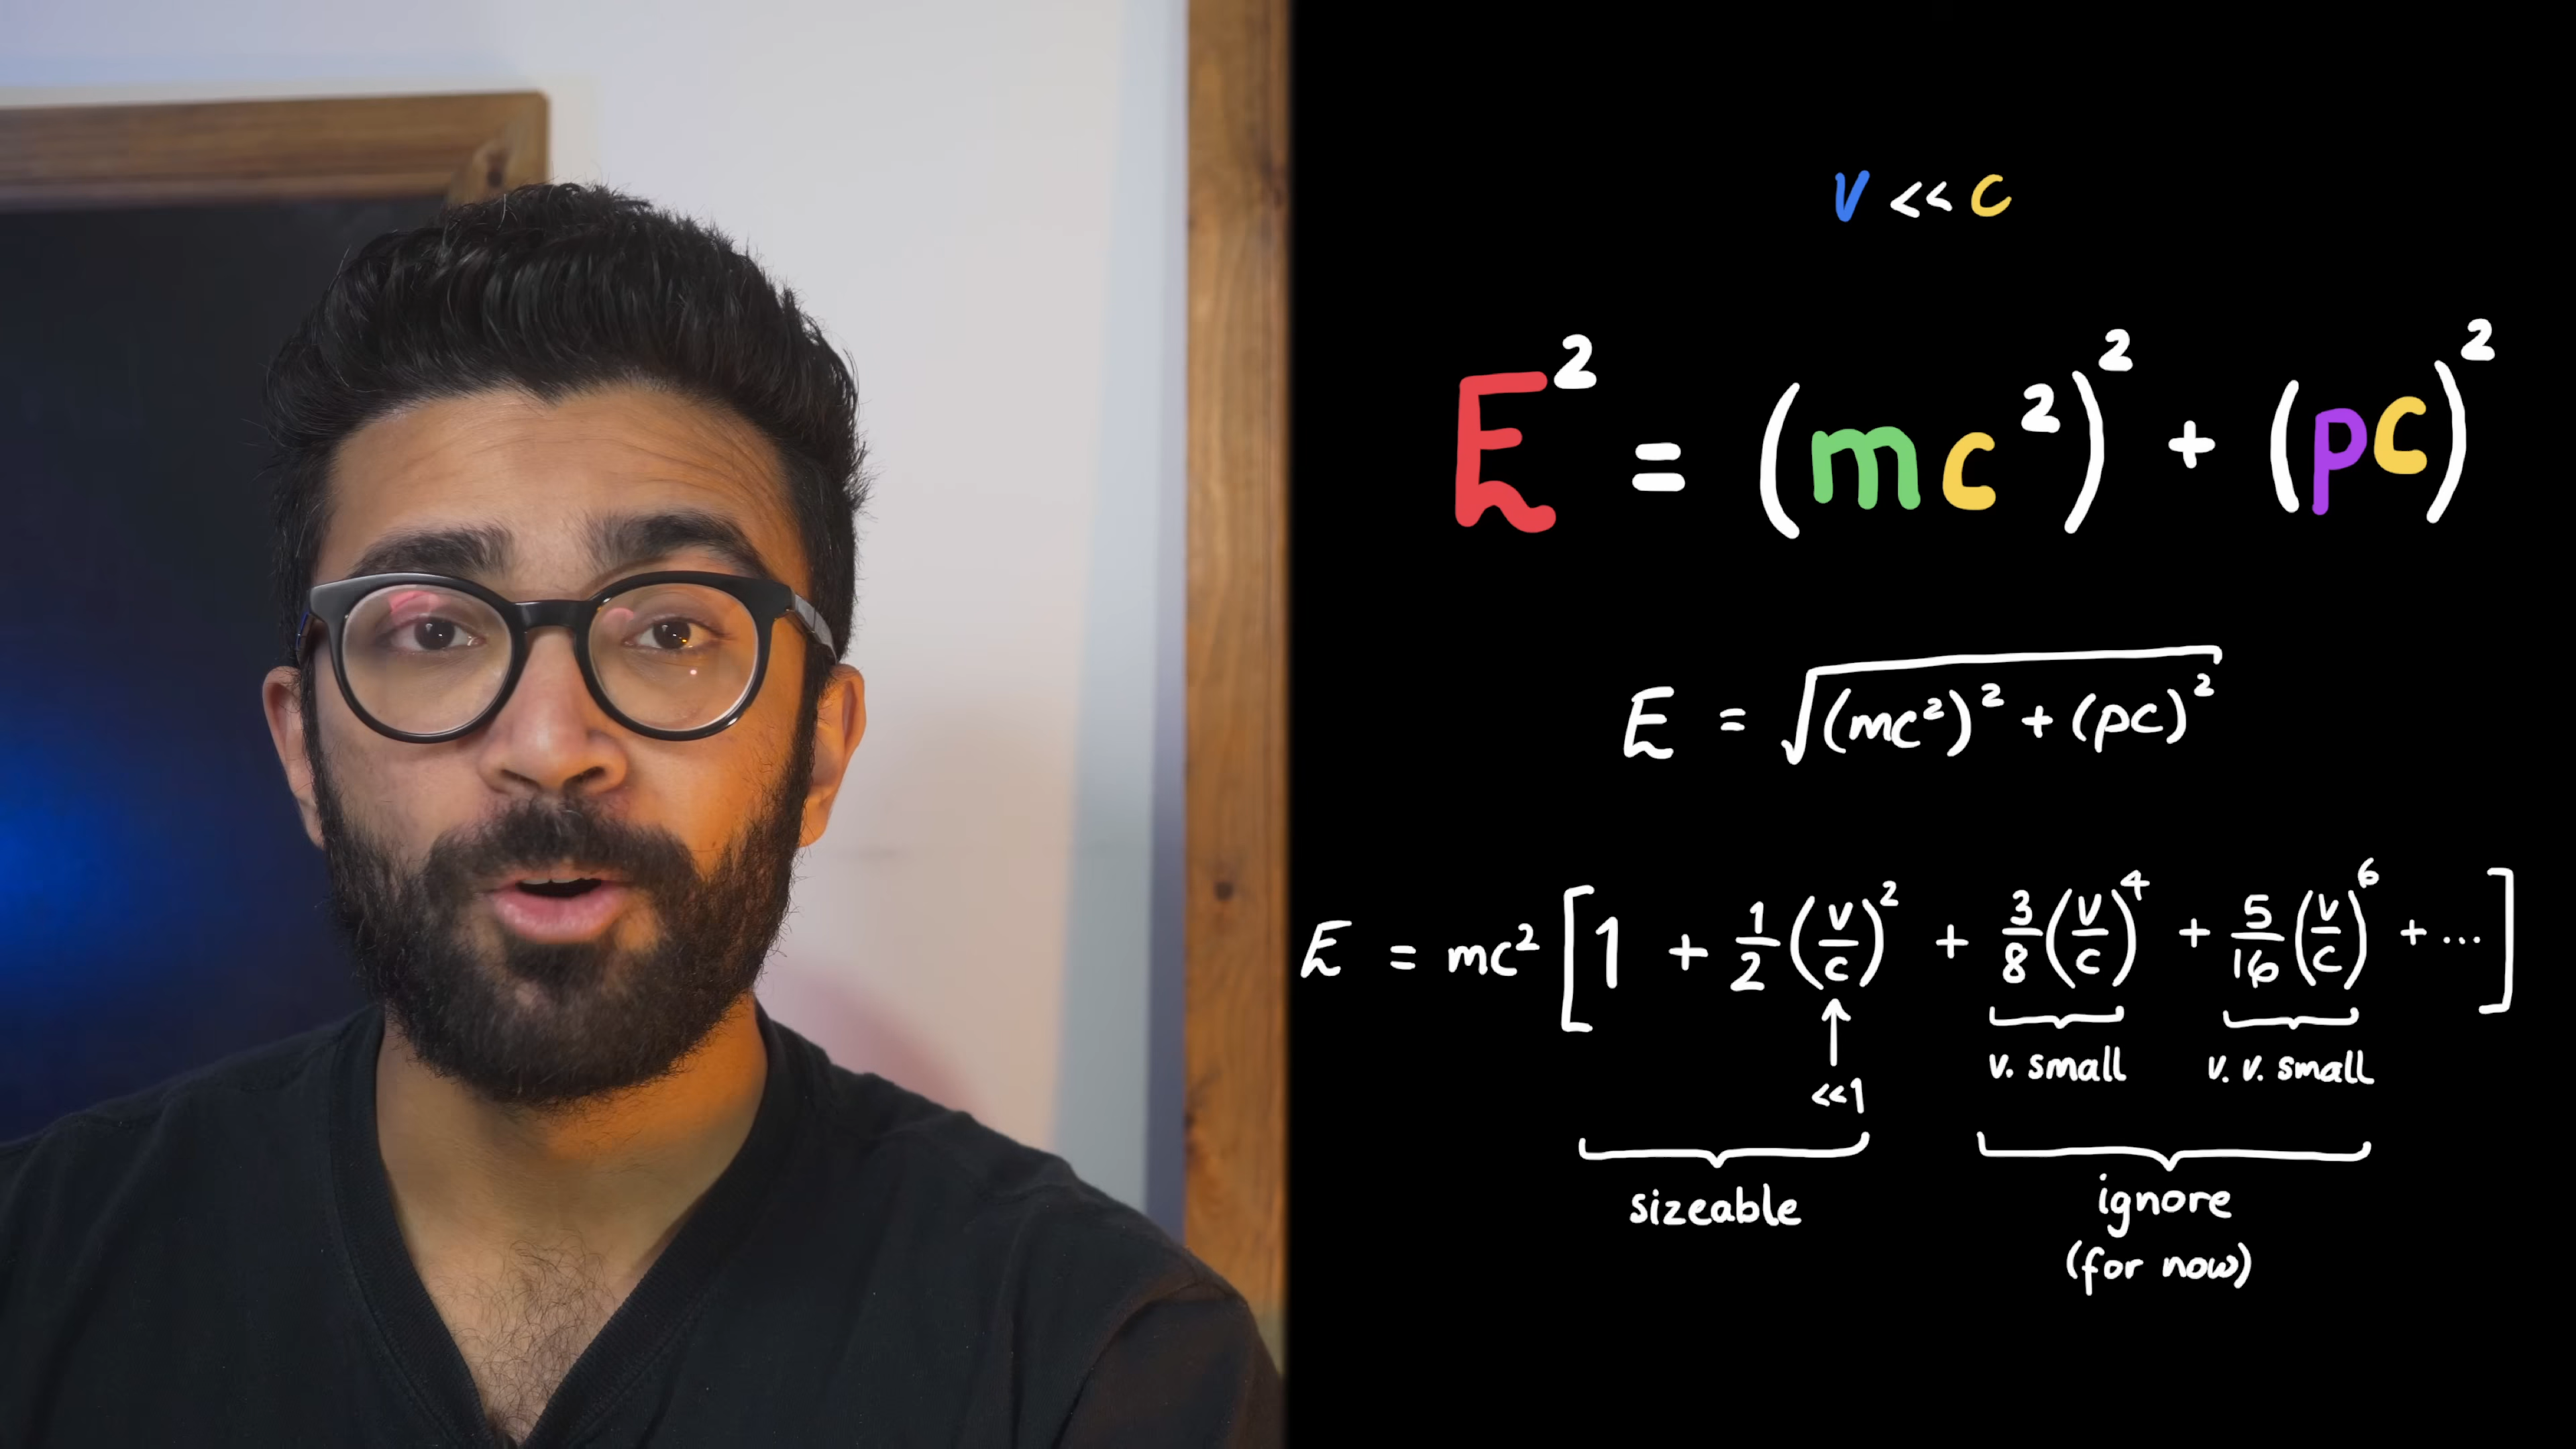 v << c
E² = (mc²)² + (pc)²
E = √(mc²)² + (pc)²
E = mc² [1 + 1/2 (v/c)² + 3/8 (v/c)⁴ + 5/16 (v/c)⁶ + ...]
v. small
v. v. small
<<1
sizeable
ignore
(for now)